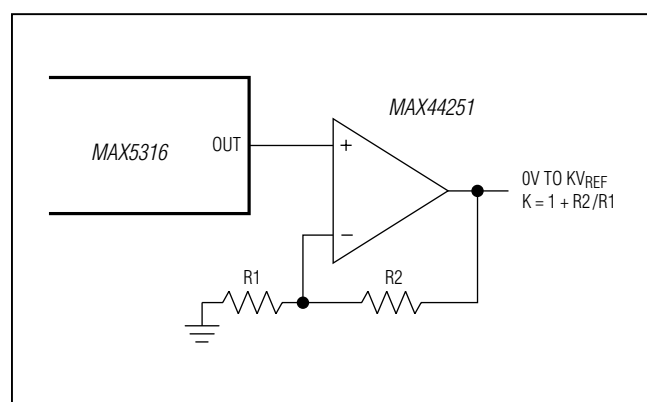 MAX44251
MAX5316
OUT
+
−
0V TO KVREF
K = 1 + R2/R1
R1
R2